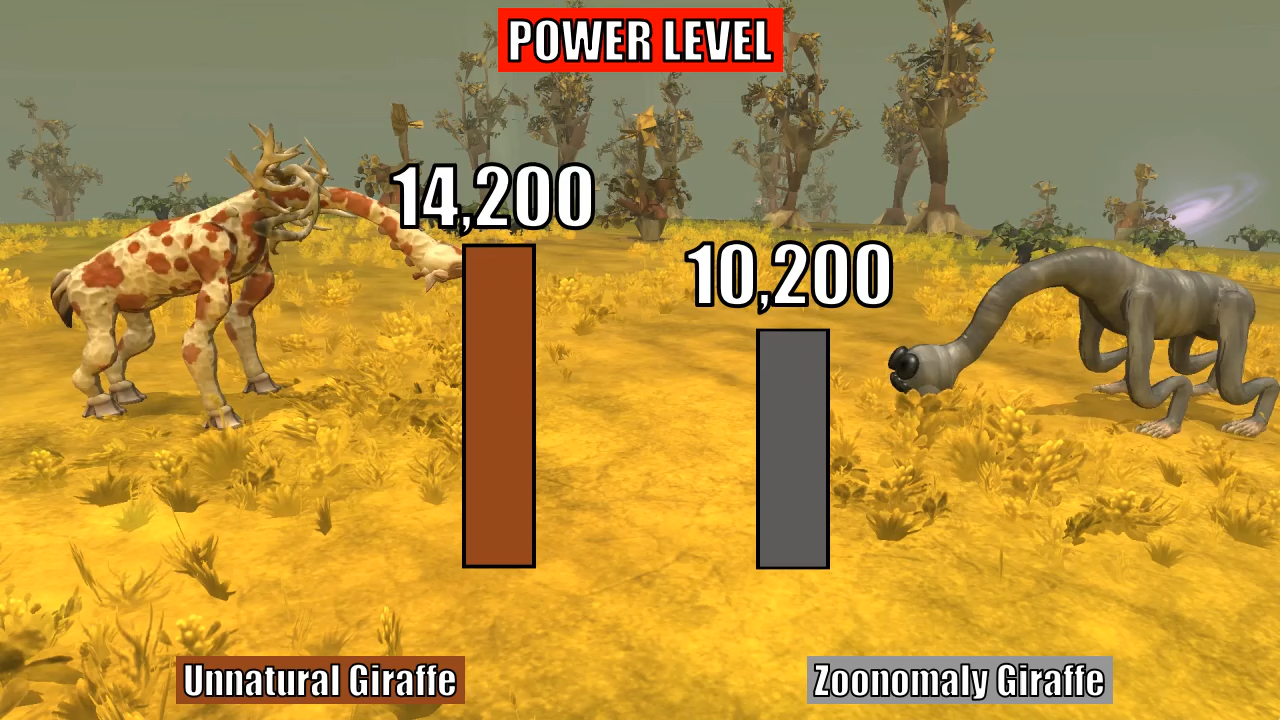 POWER LEVEL
14,200
10,200
Unnatural Giraffe
Zoonomaly Giraffe